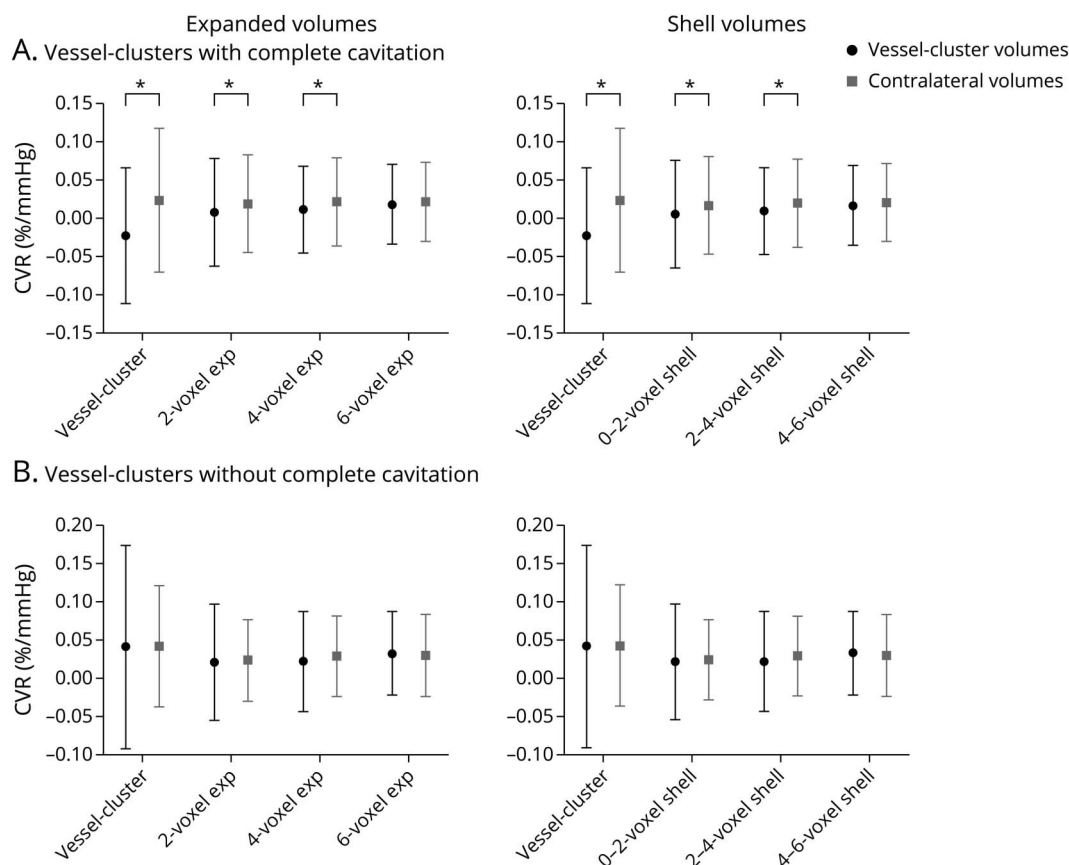 Expanded volumes
Shell volumes
A. Vessel-clusters with complete cavitation
Vessel-cluster volumes
Contralateral volumes
* * *
* * *
CVR (%/mmHg)
0.15
0.10
0.05
0.00
–0.05
–0.10
–0.15
Vessel-cluster
2-voxel exp
4-voxel exp
6-voxel exp
0.15
0.10
0.05
0.00
–0.05
–0.10
–0.15
Vessel-cluster
0–2-voxel shell
2–4-voxel shell
4–6-voxel shell
B. Vessel-clusters without complete cavitation
CVR (%/mmHg)
0.20
0.15
0.10
0.05
0.00
–0.05
–0.10
Vessel-cluster
2-voxel exp
4-voxel exp
6-voxel exp
0.20
0.15
0.10
0.05
0.00
–0.05
–0.10
Vessel-cluster
0–2-voxel shell
2–4-voxel shell
4–6-voxel shell